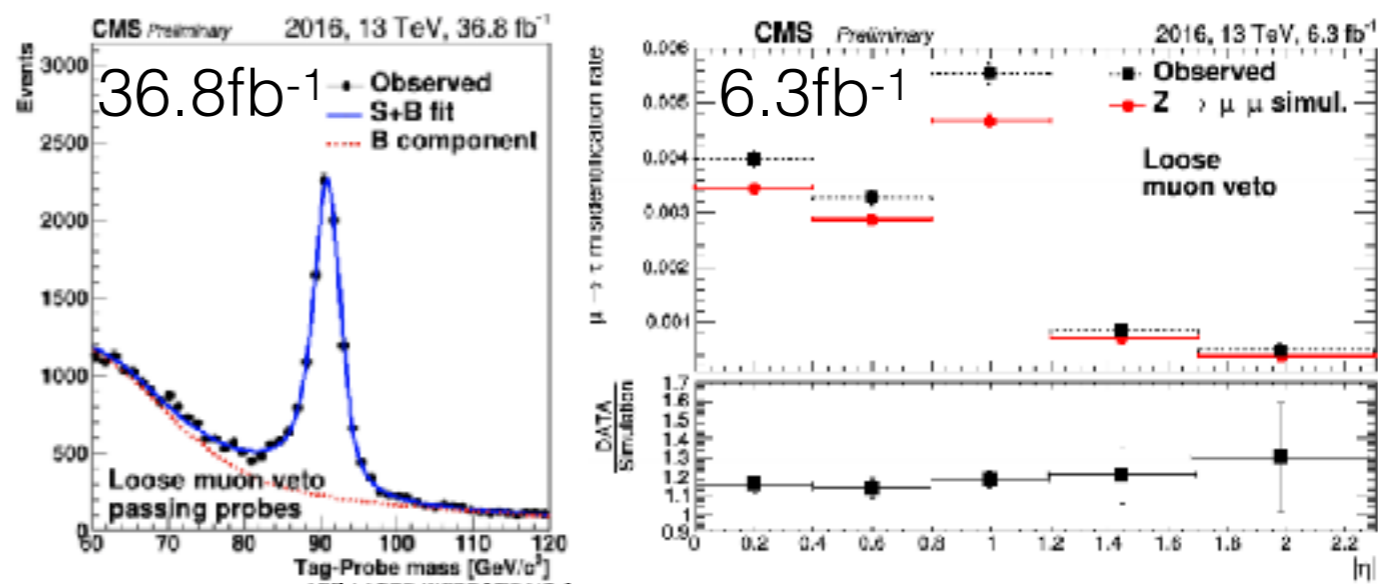 CMS Preliminary 2016, 13 TeV, 36.8 fb⁻¹
36.8fb⁻¹
Events
3000
2500
2000
1500
1000
500
0
Observed
S+B fit
B component
Loose muon veto
passing probes
60 70 80 90 100 110 120
Tag-Probe mass [GeV/c²]
CMS Preliminary 2016, 13 TeV, 6.3 fb⁻¹
6.3fb⁻¹
μ → τ misidentification rate
0.006
0.005
0.004
0.003
0.002
0.001
Observed
Z → μ μ simul.
Loose
muon veto
DATA
Simulation
1.7
1.6
1.5
1.4
1.3
1.2
1.1
1
0.9
0 0.2 0.4 0.6 0.8 1 1.2 1.4 1.6 1.8 2 2.2
|η|